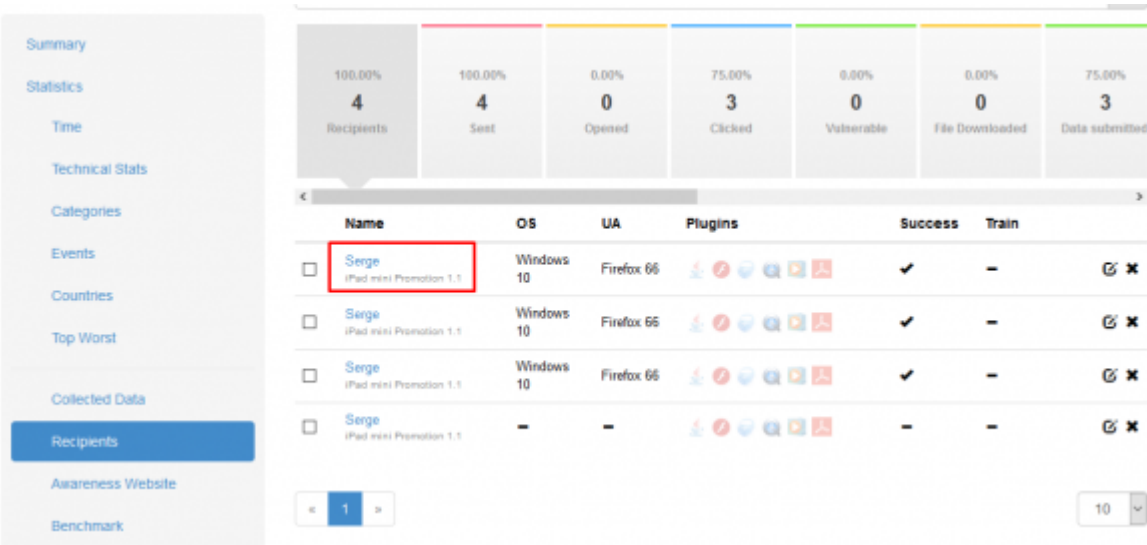 Summary
Statistics
Time
Technical Stats
Categories
Events
Countries
Top Worst
Collected Data
Recipients
Awareness Website
Benchmark
100.00% 100.00% 0.00% 75.00% 0.00% 0.00% 75.00%
4 4 0 3 0 0 3
Recipients Sent Opened Clicked Vulnerable File Downloaded Data submitted
Name OS UA Plugins Success Train
Serge Windows 10 Firefox 66
iPad mini Promotion 1.1
Serge Windows 10 Firefox 66
iPad mini Promotion 1.1
Serge Windows 10 Firefox 66
iPad mini Promotion 1.1
Serge – –  – –
iPad mini Promotion 1.1
« 1 » 10